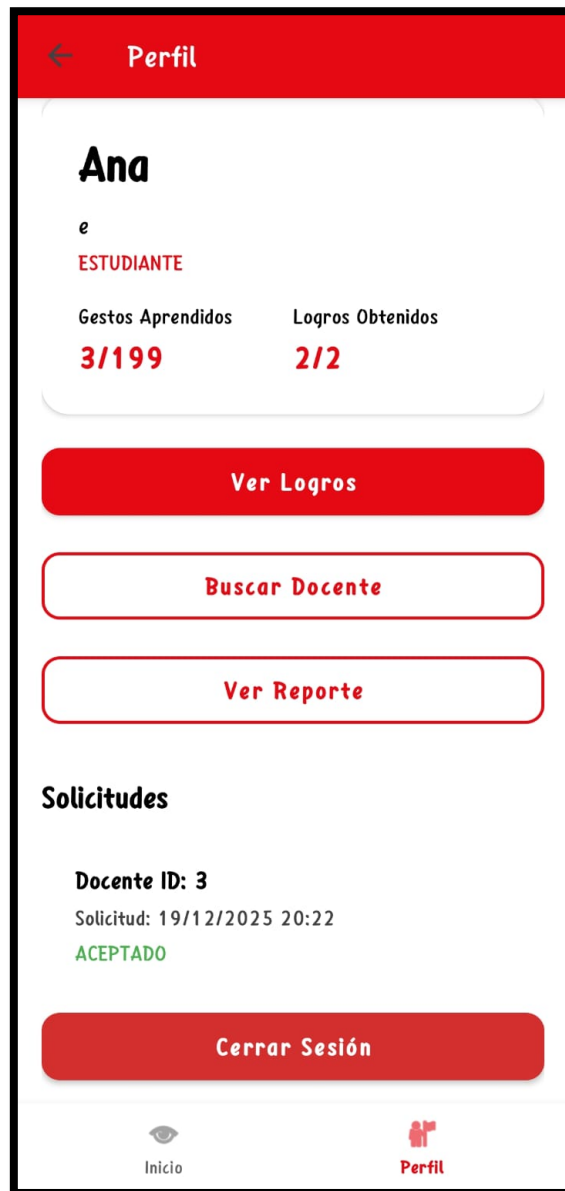 Perfil
Ana
e
ESTUDIANTE
Gestos Aprendidos Logros Obtenidos
3/199 2/2
Ver Logros
Buscar Docente
Ver Reporte
Solicitudes
Docente ID: 3
Solicitud: 19/12/2025 20:22
ACEPTADO
Cerrar Sesión
Inicio Perfil